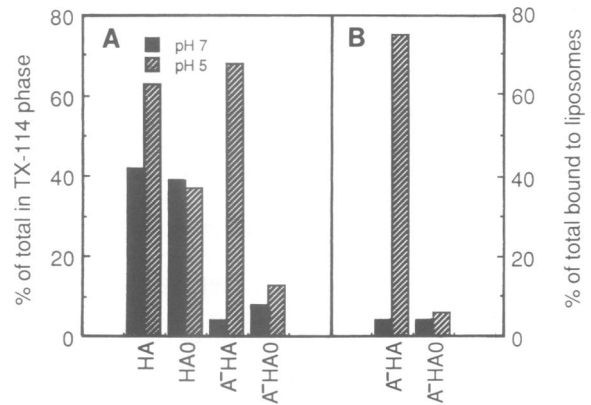 80
60
40
20
0
% of total in TX-114 phase
A
pH 7
pH 5
HA
HA0
A⁻HA
A⁻HA0
B
A⁻HA
A⁻HA0
80
60
40
20
0
% of total bound to liposomes